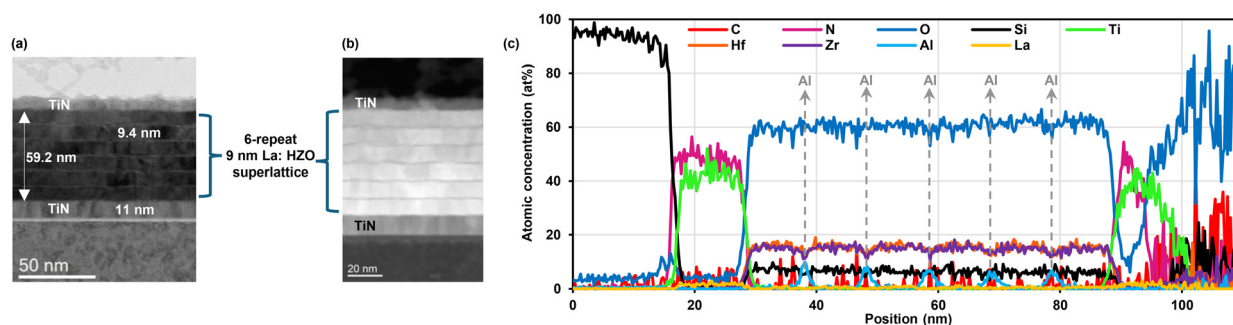 (a)
TiN
9.4 nm
59.2 nm
TiN
11 nm
50 nm
6-repeat
9 nm La: HZO
superlattice
(b)
TiN
TiN
20 nm
(c)
C
N
O
Si
Ti
Hf
Zr
Al
La
Al
Al
Al
Al
Al
Atomic concentration (at%)
100
80
60
40
20
0
0
20
40
60
80
100
Position (nm)